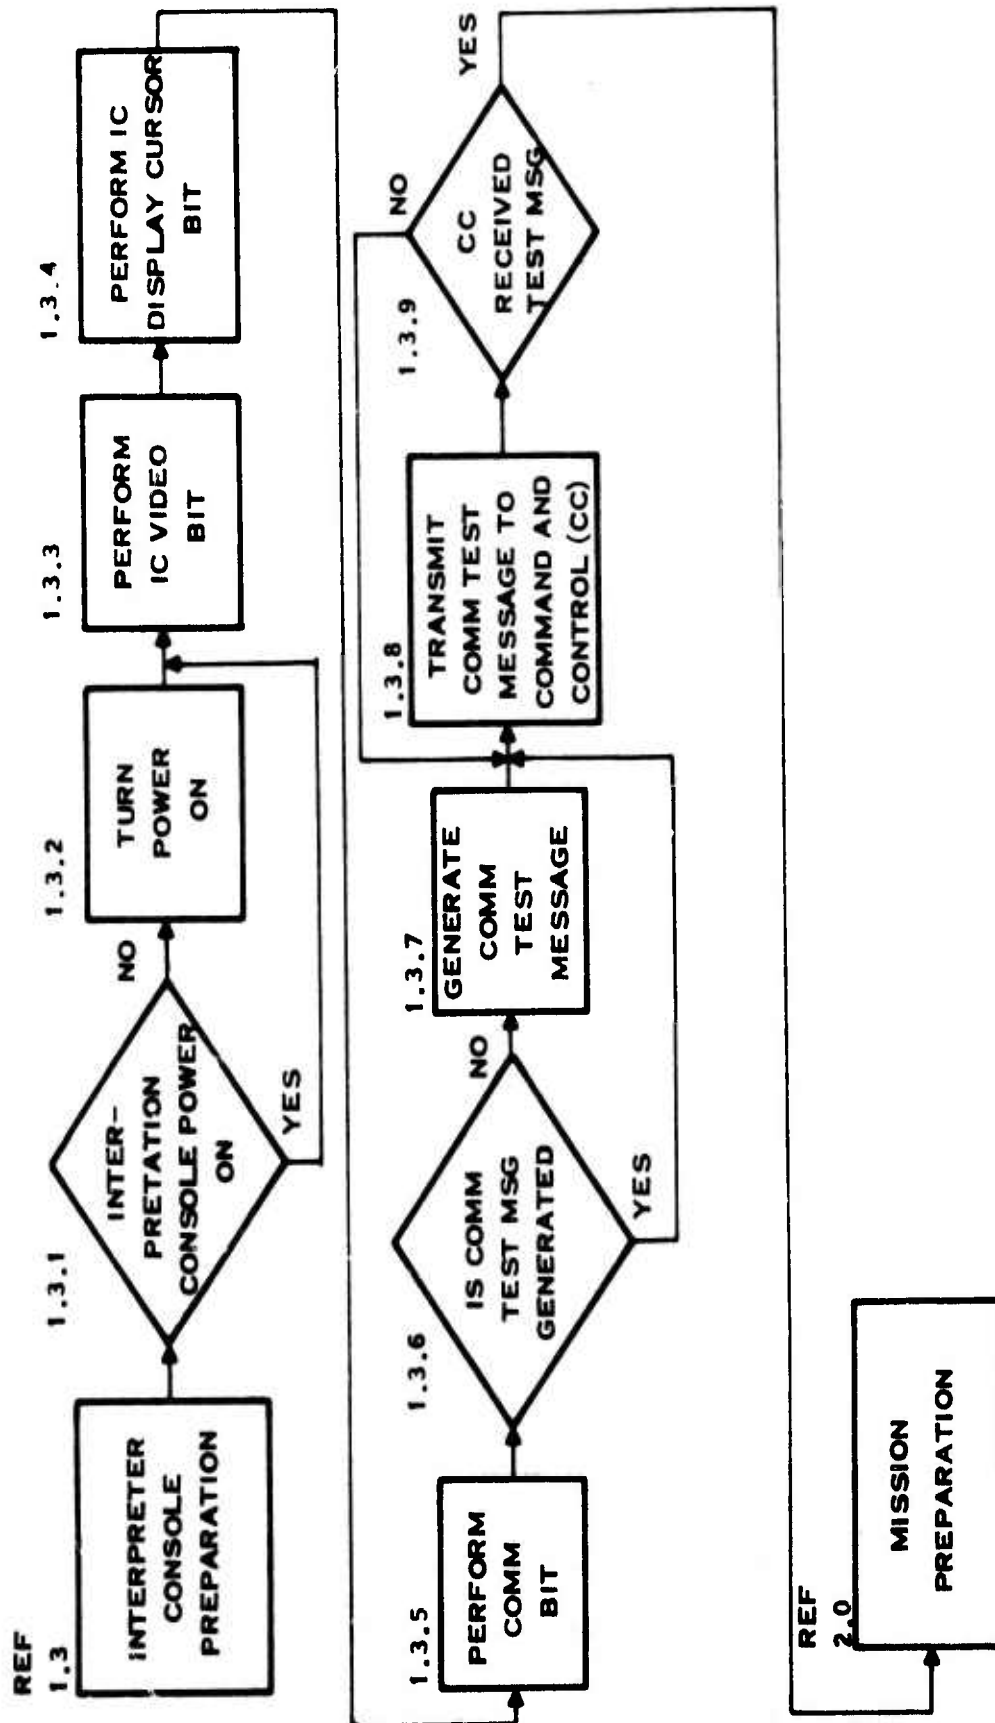 REF
1.3
INTERPRETER
CONSOLE
PREPARATION
1.3.1
INTER-
PRETATION
CONSOLE POWER
ON
NO
YES
1.3.2
TURN
POWER
ON
1.3.3
PERFORM
IC VIDEO
BIT
1.3.4
PERFORM IC
DISPLAY CURSOR
BIT
1.3.5
PERFORM
COMM
BIT
1.3.6
IS COMM
TEST MSG
GENERATED
NO
YES
1.3.7
GENERATE
COMM
TEST
MESSAGE
1.3.8
TRANSMIT
COMM TEST
MESSAGE TO
COMMAND AND
CONTROL (CC)
1.3.9
CC
RECEIVED
TEST MSG
NO
YES
REF
2.0
MISSION
PREPARATION